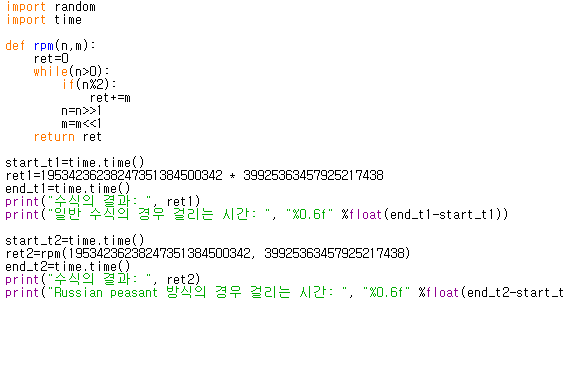 import random
import time
def rpm(n,m):
ret=0
while(n>0):
if(n%2):
ret+=m
n=n>>1
m=m<<1
return ret
start_t1=time.time()
ret1=19534236238247351384500342 * 39925363457925217438
end_t1=time.time()
print("수식의 결과: ", ret1)
print("일반 수식의 경우 걸리는 시간: ", "%0.6f" %float(end_t1-start_t1))
start_t2=time.time()
ret2=rpm(19534236238247351384500342, 39925363457925217438)
end_t2=time.time()
print("수식의 결과: ", ret2)
print("Russian peasant 방식의 경우 걸리는 시간: ", "%0.6f" %float(end_t2-start_t